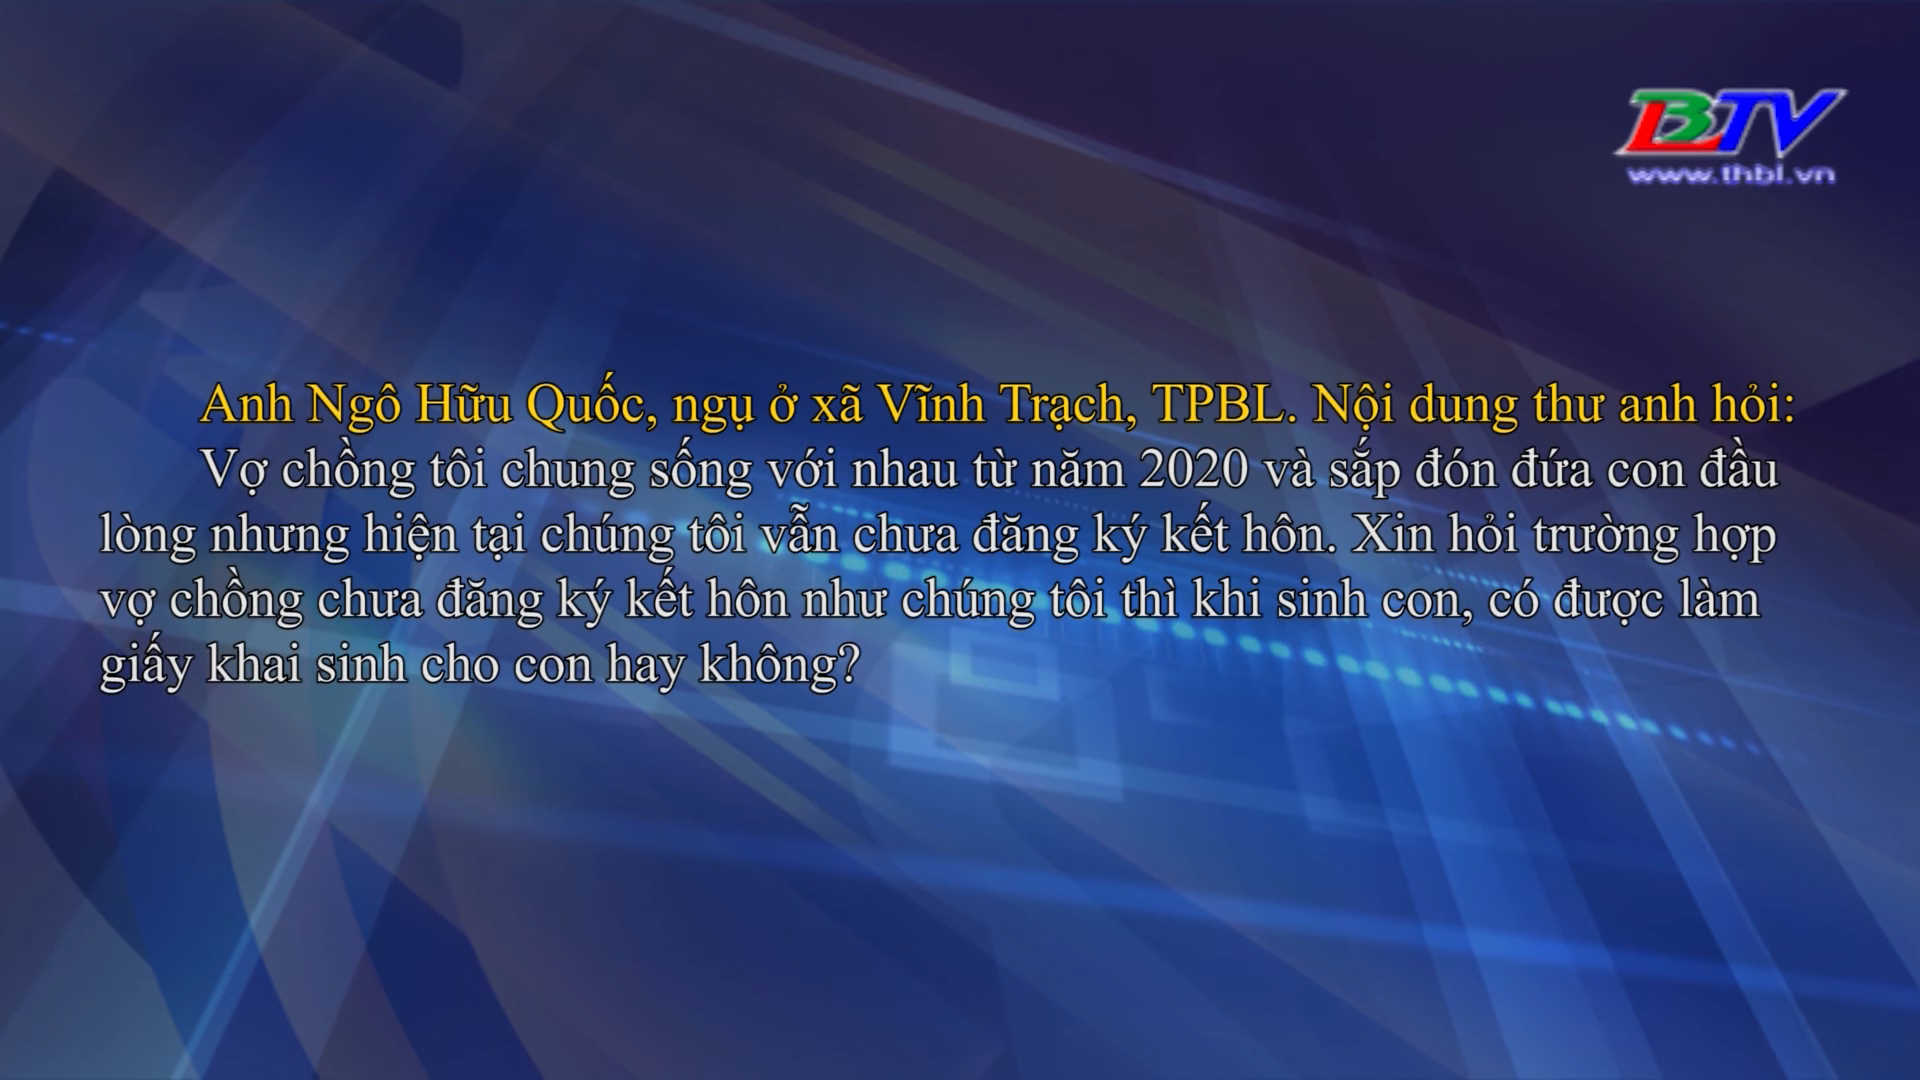 BTV
www.thbl.vn
Anh Ngô Hữu Quốc, ngụ ở xã Vĩnh Trạch, TPBL. Nội dung thư anh hỏi:
Vợ chồng tôi chung sống với nhau từ năm 2020 và sắp đón đứa con đầu
lòng nhưng hiện tại chúng tôi vẫn chưa đăng ký kết hôn. Xin hỏi trường hợp
vợ chồng chưa đăng ký kết hôn như chúng tôi thì khi sinh con, có được làm
giấy khai sinh cho con hay không?